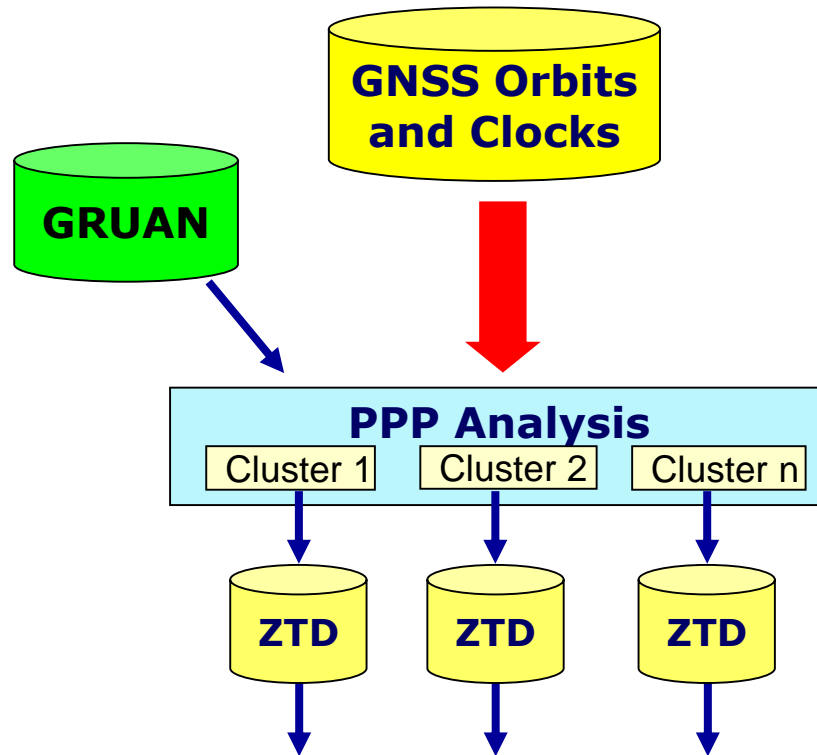 GNSS Orbits
and Clocks
GRUAN
PPP Analysis
Cluster 1
Cluster 2
Cluster n
ZTD
ZTD
ZTD